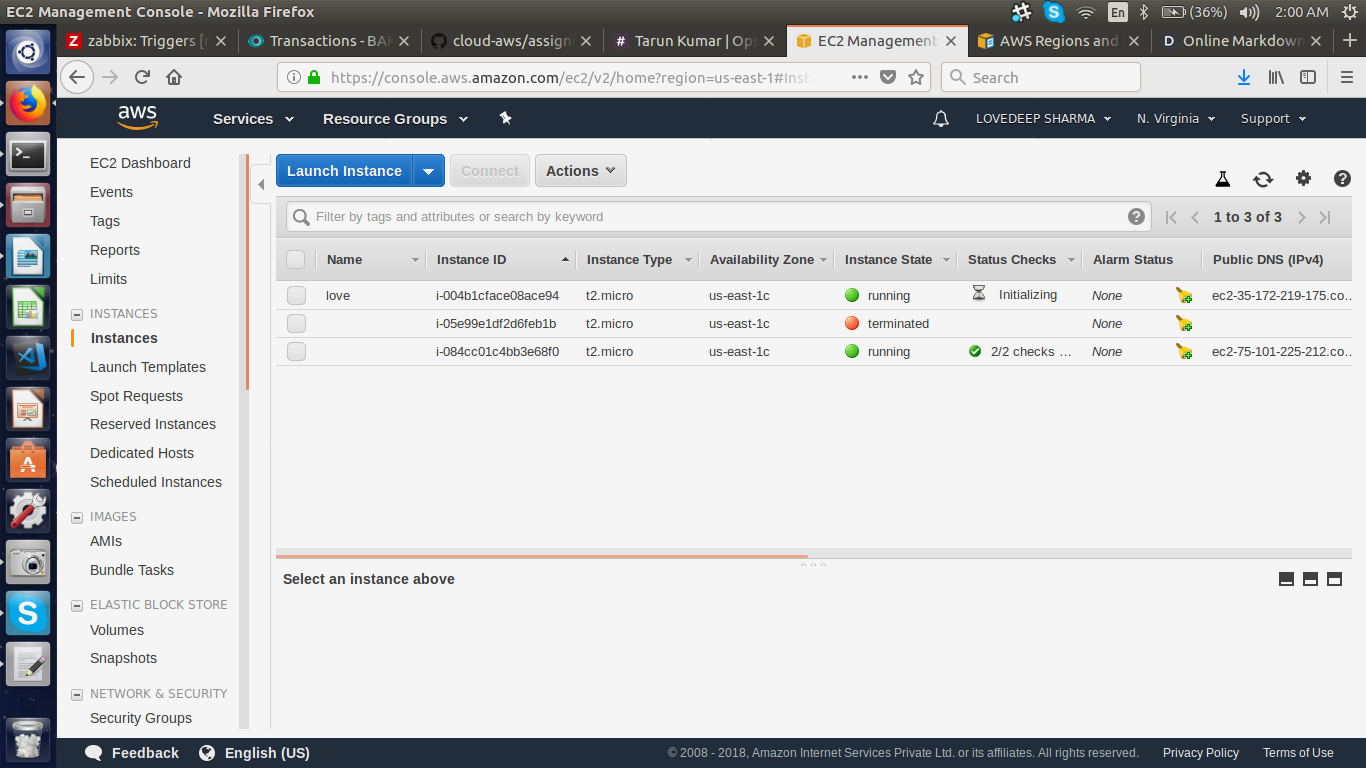 EC2 Management Console - Mozilla Firefox
En (36%) 2:00 AM
zabbix: Triggers [r
Transactions - BAH
cloud-aws/assign
Tarun Kumar | Ops
EC2 Management
AWS Regions and
Online Markdown
https://console.aws.amazon.com/ec2/v2/home?region=us-east-1#Insta
Search
aws
Services
Resource Groups
LOVEDEEP SHARMA
N. Virginia
Support
EC2 Dashboard
Events
Tags
Reports
Limits
INSTANCES
Instances
Launch Templates
Spot Requests
Reserved Instances
Dedicated Hosts
Scheduled Instances
IMAGES
AMIs
Bundle Tasks
ELASTIC BLOCK STORE
Volumes
Snapshots
NETWORK & SECURITY
Security Groups
Launch Instance Connect Actions
Filter by tags and attributes or search by keyword
1 to 3 of 3
Name Instance ID Instance Type Availability Zone Instance State Status Checks Alarm Status Public DNS (IPv4)
love i-004b1cface08ace94 t2.micro us-east-1c running Initializing None ec2-35-172-219-175.co...
i-05e99e1df2d6feb1b t2.micro us-east-1c terminated None
i-084cc01c4bb3e68f0 t2.micro us-east-1c running 2/2 checks ... None ec2-75-101-225-212.co...
Select an instance above
Feedback
English (US)
© 2008 - 2018, Amazon Internet Services Private Ltd. or its affiliates. All rights reserved.
Privacy Policy
Terms of Use